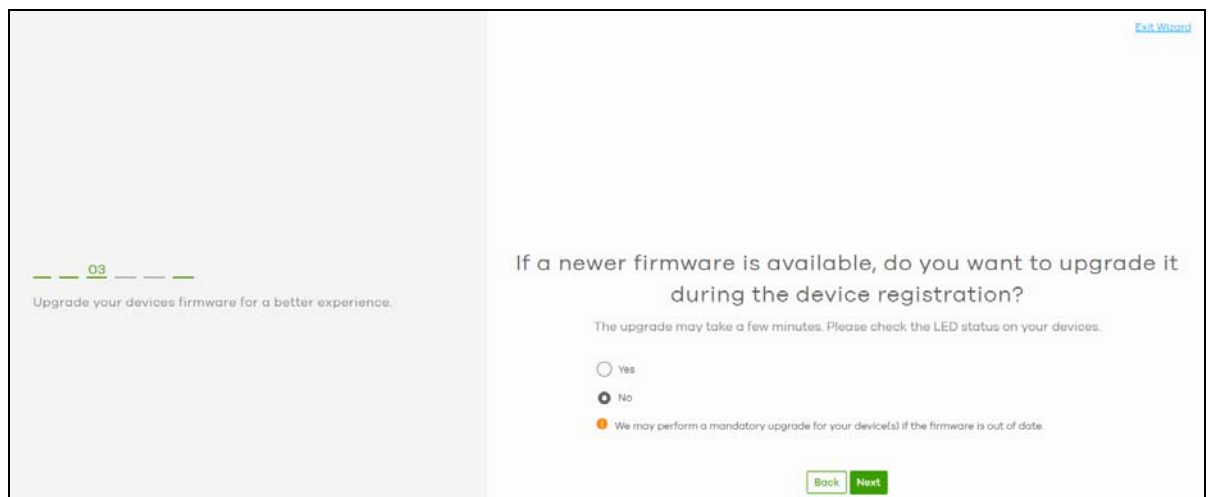 Exit Wizard
03
Upgrade your devices firmware for a better experience.
If a newer firmware is available, do you want to upgrade it
during the device registration?
The upgrade may take a few minutes. Please check the LED status on your devices.
Yes
No
We may perform a mandatory upgrade for your device(s) if the firmware is out of date.
Back Next